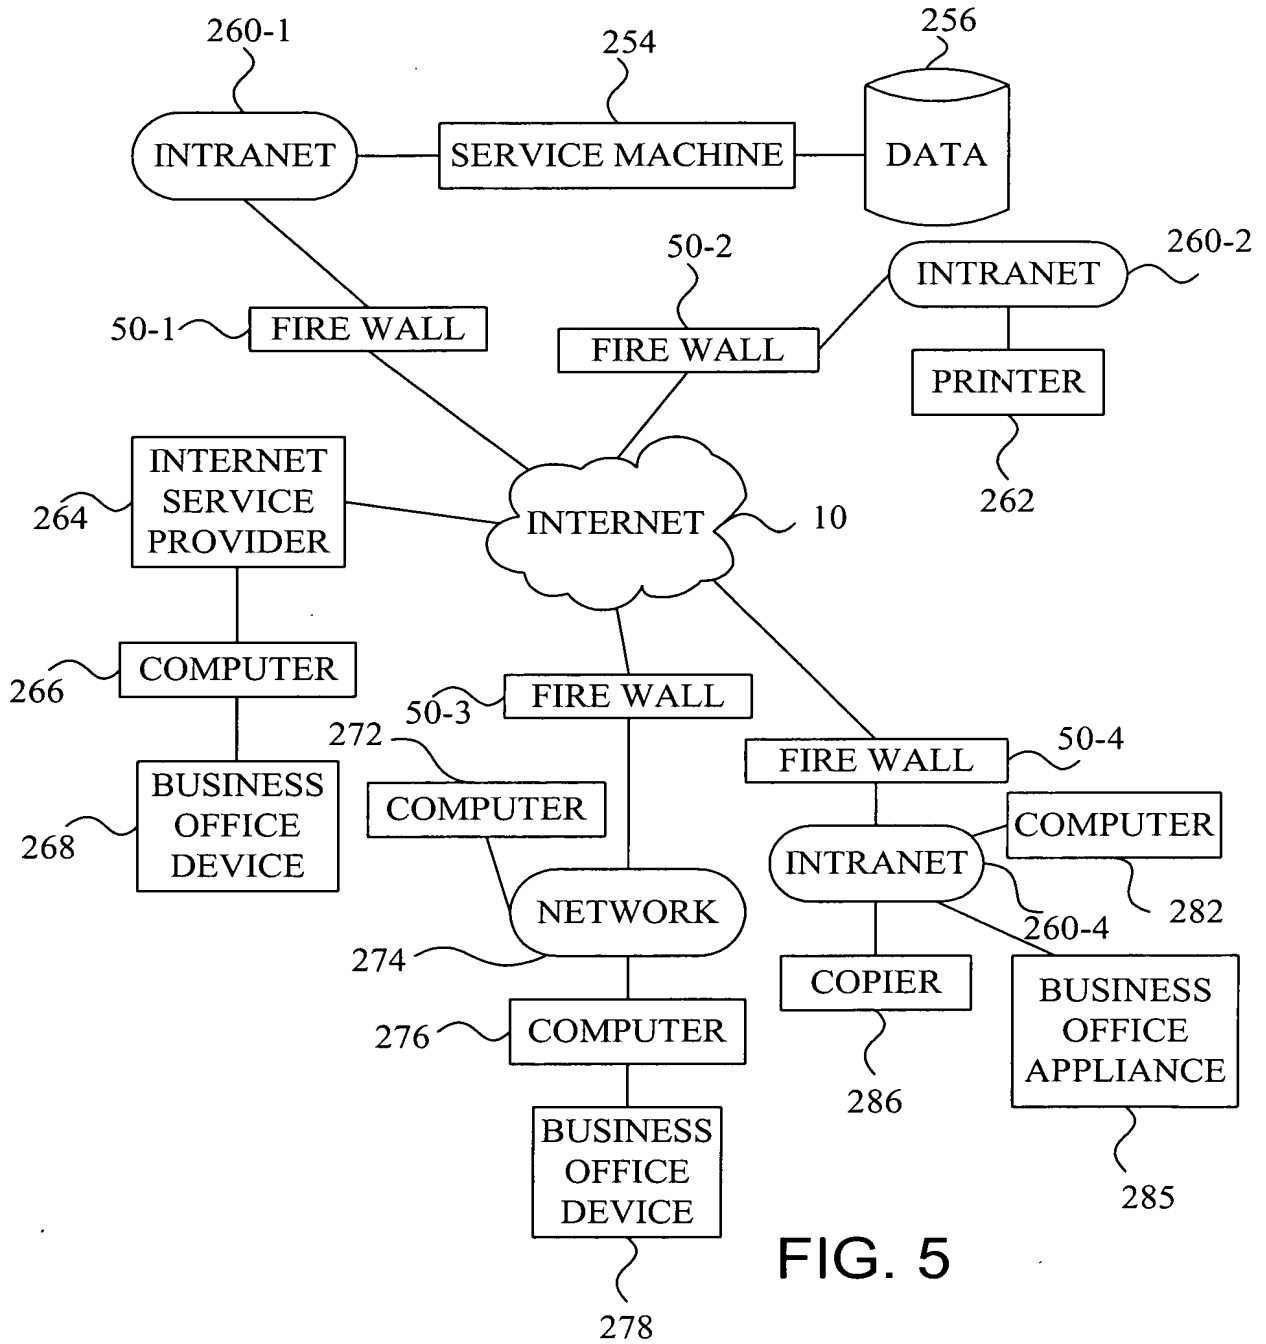 260-1
254
256
INTRANET
SERVICE MACHINE
DATA
50-2
260-2
INTRANET
50-1
FIRE WALL
FIRE WALL
PRINTER
264
INTERNET
SERVICE
PROVIDER
262
INTERNET
10
266
COMPUTER
50-3
FIRE WALL
272
50-4
FIRE WALL
268
BUSINESS
OFFICE
DEVICE
COMPUTER
COMPUTER
INTRANET
282
260-4
NETWORK
274
COPIER
BUSINESS
OFFICE
APPLIANCE
276
COMPUTER
286
BUSINESS
OFFICE
DEVICE
285
278
FIG. 5